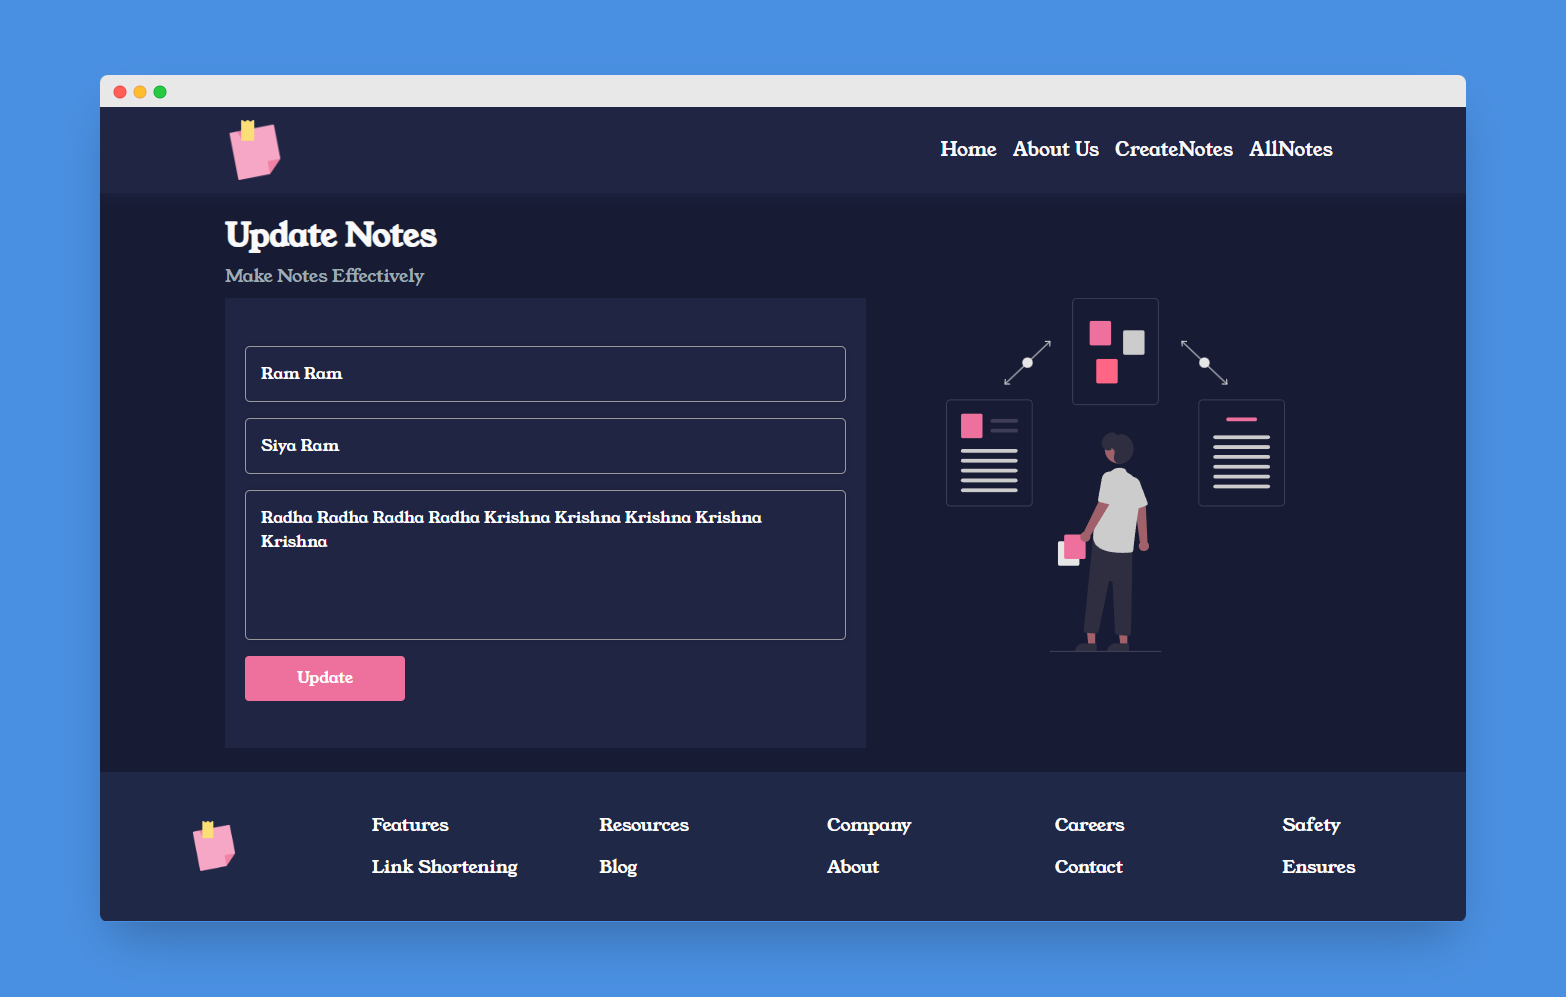 Home About Us CreateNotes AllNotes
Update Notes
Make Notes Effectively
Ram Ram
Siya Ram
Radha Radha Radha Radha Krishna Krishna Krishna Krishna
Krishna
Update
Features Resources Company Careers Safety
Link Shortening Blog About Contact Ensures